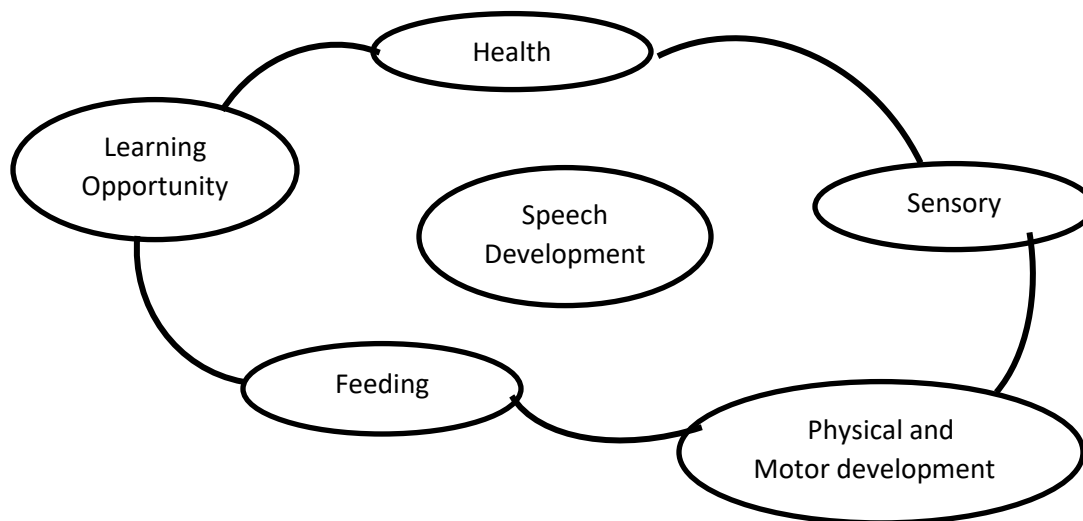 Health
Learning
Opportunity
Sensory
Speech
Development
Feeding
Physical and
Motor development